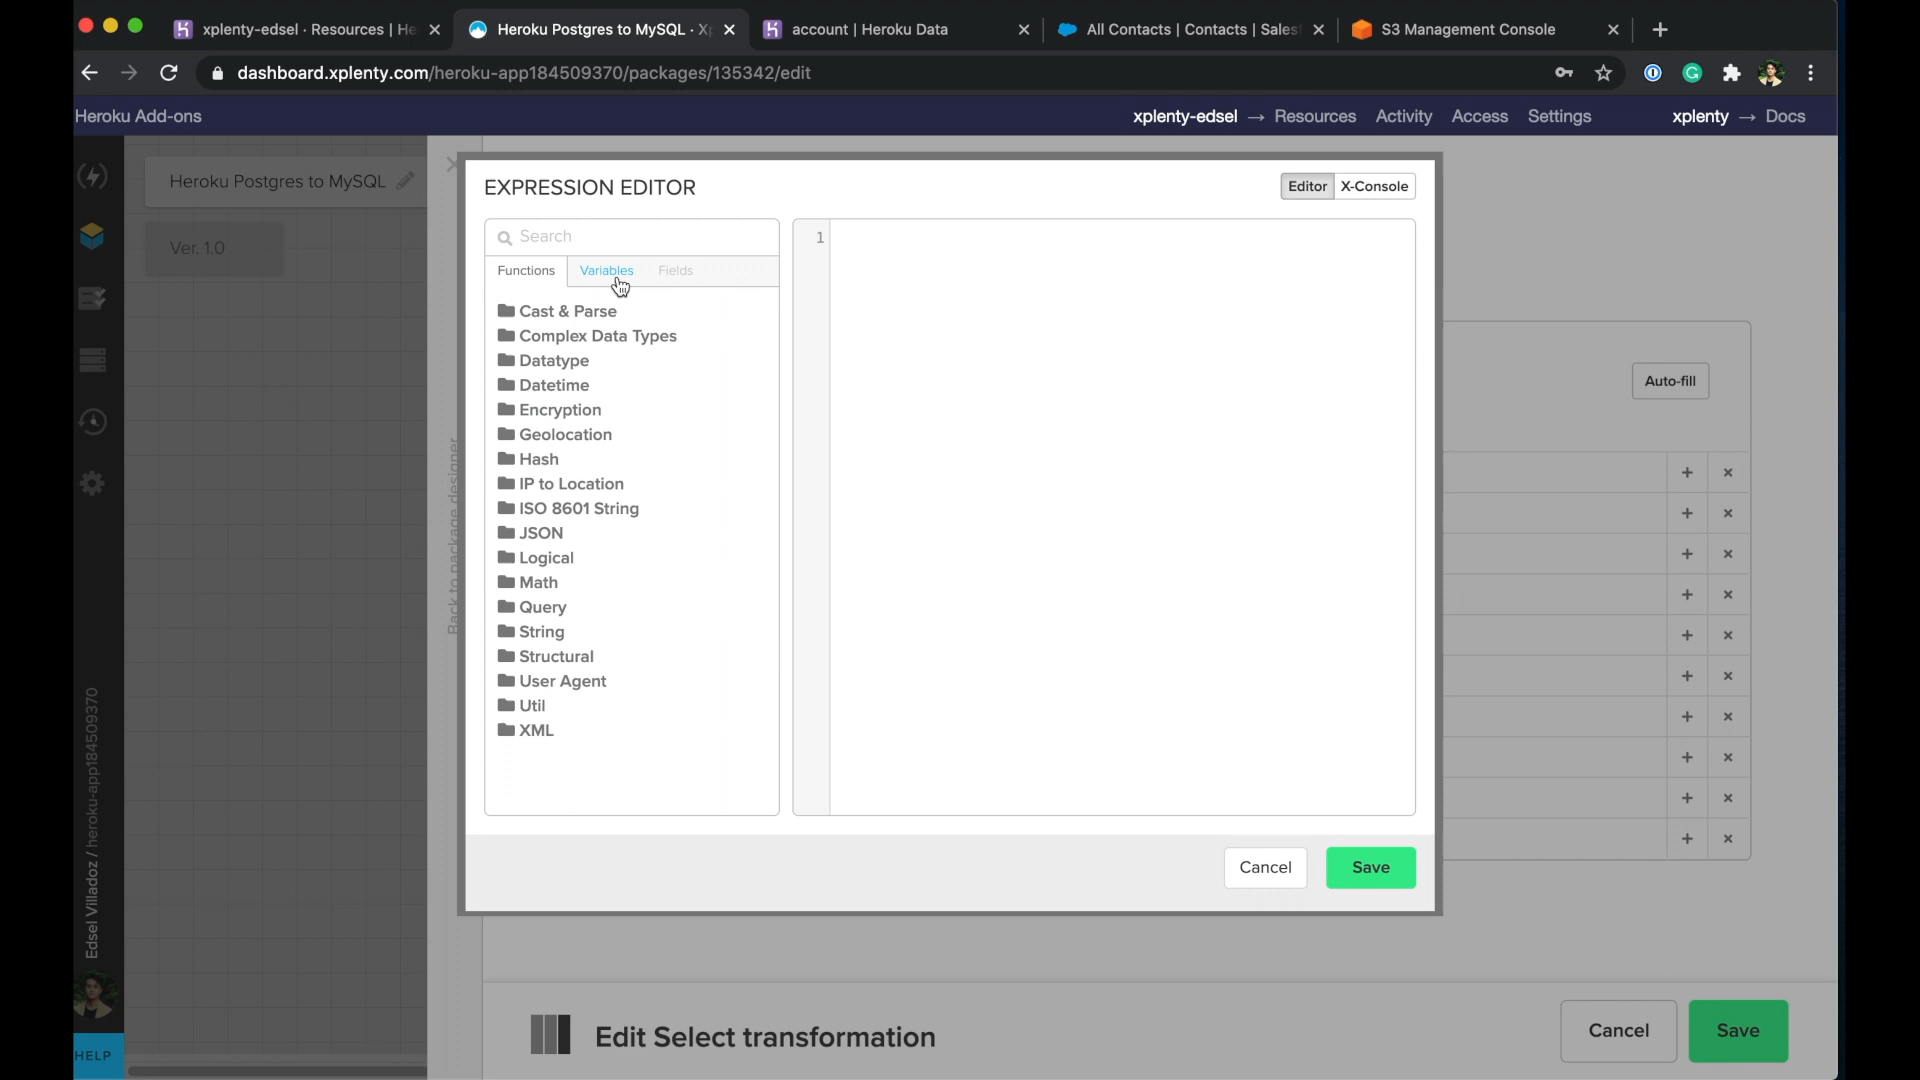 xplenty-edsel · Resources | He
Heroku Postgres to MySQL · X
account | Heroku Data
All Contacts | Contacts | Sales
S3 Management Console
dashboard.xplenty.com/heroku-app184509370/packages/135342/edit
Heroku Add-ons
xplenty-edsel → Resources Activity Access Settings
xplenty → Docs
Heroku Postgres to MySQL
Ver. 1.0
Back to package designer
EXPRESSION EDITOR
Editor X-Console
Search
Functions Variables Fields
1
Cast & Parse
Complex Data Types
Datatype
Datetime
Encryption
Geolocation
Hash
IP to Location
ISO 8601 String
JSON
Logical
Math
Query
String
Structural
User Agent
Util
XML
Auto-fill
Cancel Save
Edsel Villadoz / heroku-app184509370
HELP
Edit Select transformation
Cancel Save